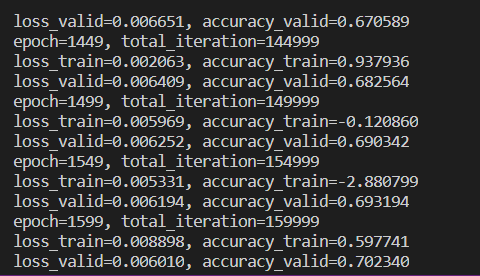 loss_valid=0.006651, accuracy_valid=0.670589
epoch=1449, total_iteration=144999
loss_train=0.002063, accuracy_train=0.937936
loss_valid=0.006409, accuracy_valid=0.682564
epoch=1499, total_iteration=149999
loss_train=0.005969, accuracy_train=-0.120860
loss_valid=0.006252, accuracy_valid=0.690342
epoch=1549, total_iteration=154999
loss_train=0.005331, accuracy_train=-2.880799
loss_valid=0.006194, accuracy_valid=0.693194
epoch=1599, total_iteration=159999
loss_train=0.008898, accuracy_train=0.597741
loss_valid=0.006010, accuracy_valid=0.702340